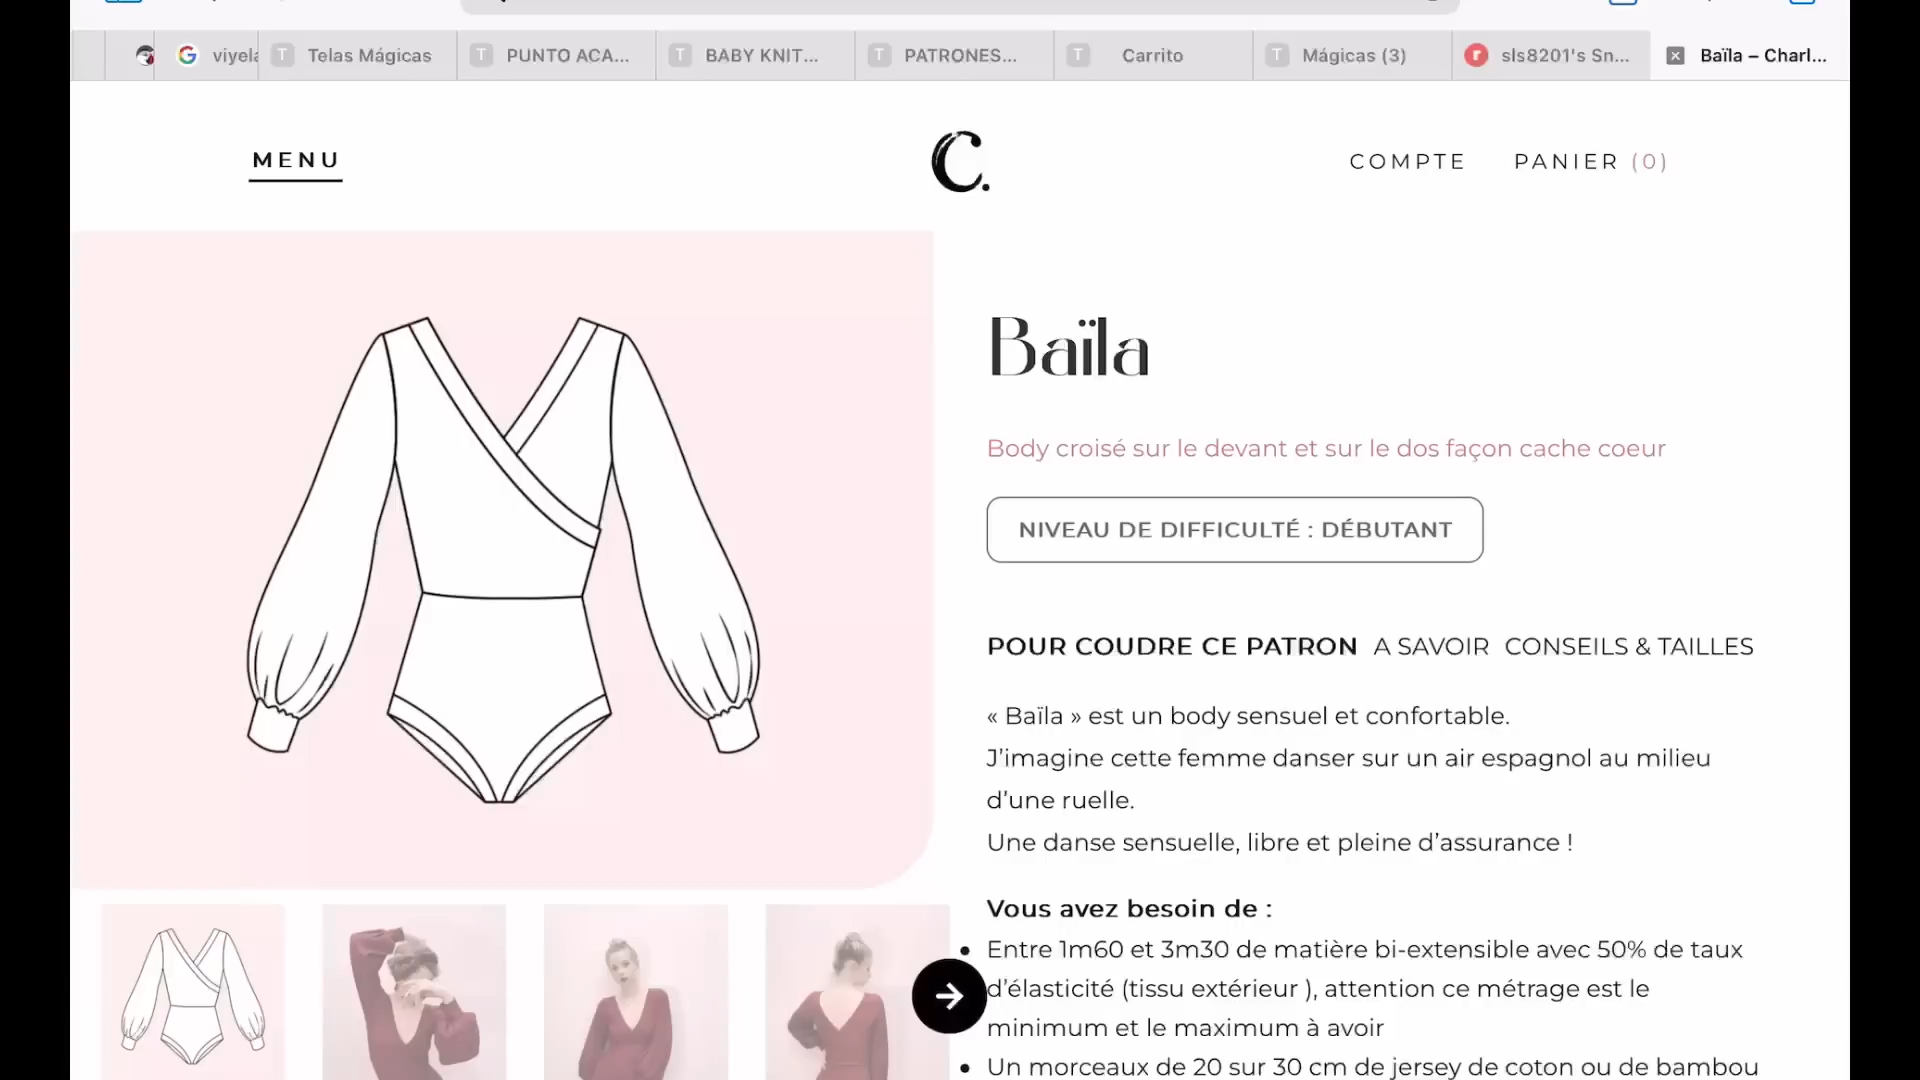 viyela
Telas Mágicas
PUNTO ACA...
BABY KNIT...
PATRONES...
Carrito
Mágicas (3)
sls8201's Sn...
Baïla – Charl...
MENU
C.
COMPTE
PANIER (0)
Baïla
Body croisé sur le devant et sur le dos façon cache coeur
NIVEAU DE DIFFICULTÉ : DÉBUTANT
POUR COUDRE CE PATRON A SAVOIR CONSEILS & TAILLES
« Baïla » est un body sensuel et confortable.
J'imagine cette femme danser sur un air espagnol au milieu
d'une ruelle.
Une danse sensuelle, libre et pleine d'assurance !
Vous avez besoin de :
Entre 1m60 et 3m30 de matière bi-extensible avec 50% de taux
d'élasticité (tissu extérieur ), attention ce métrage est le
minimum et le maximum à avoir
Un morceaux de 20 sur 30 cm de jersey de coton ou de bambou